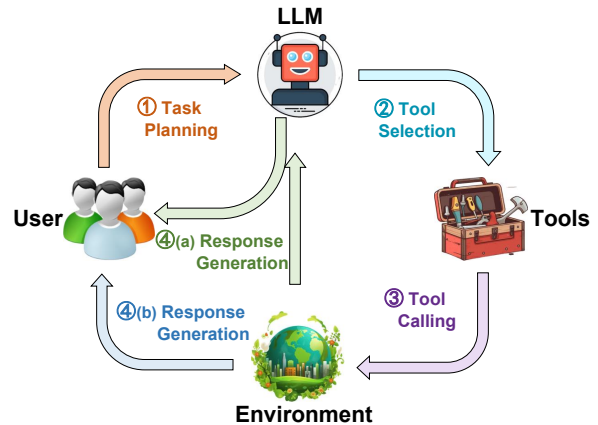 LLM
① Task
Planning
② Tool
Selection
User
Tools
④(a) Response
Generation
③ Tool
Calling
④(b) Response
Generation
Environment